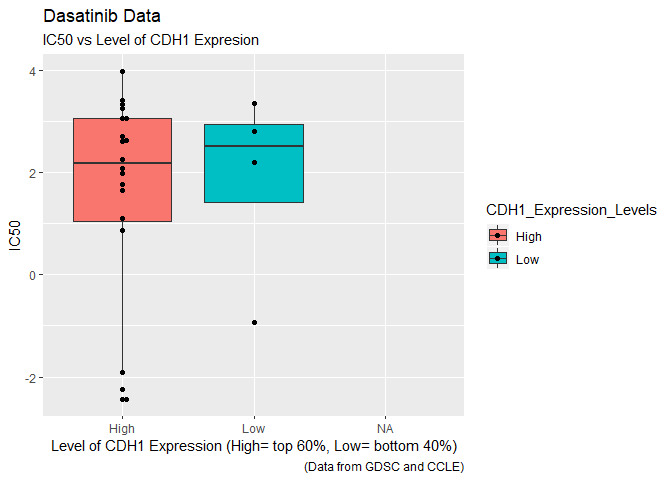 Dasatinib Data
IC50 vs Level of CDH1 Expresion
4
2
0
-2
IC50
High
Low
NA
Level of CDH1 Expression (High= top 60%, Low= bottom 40%)
(Data from GDSC and CCLE)
CDH1_Expression_Levels
High
Low